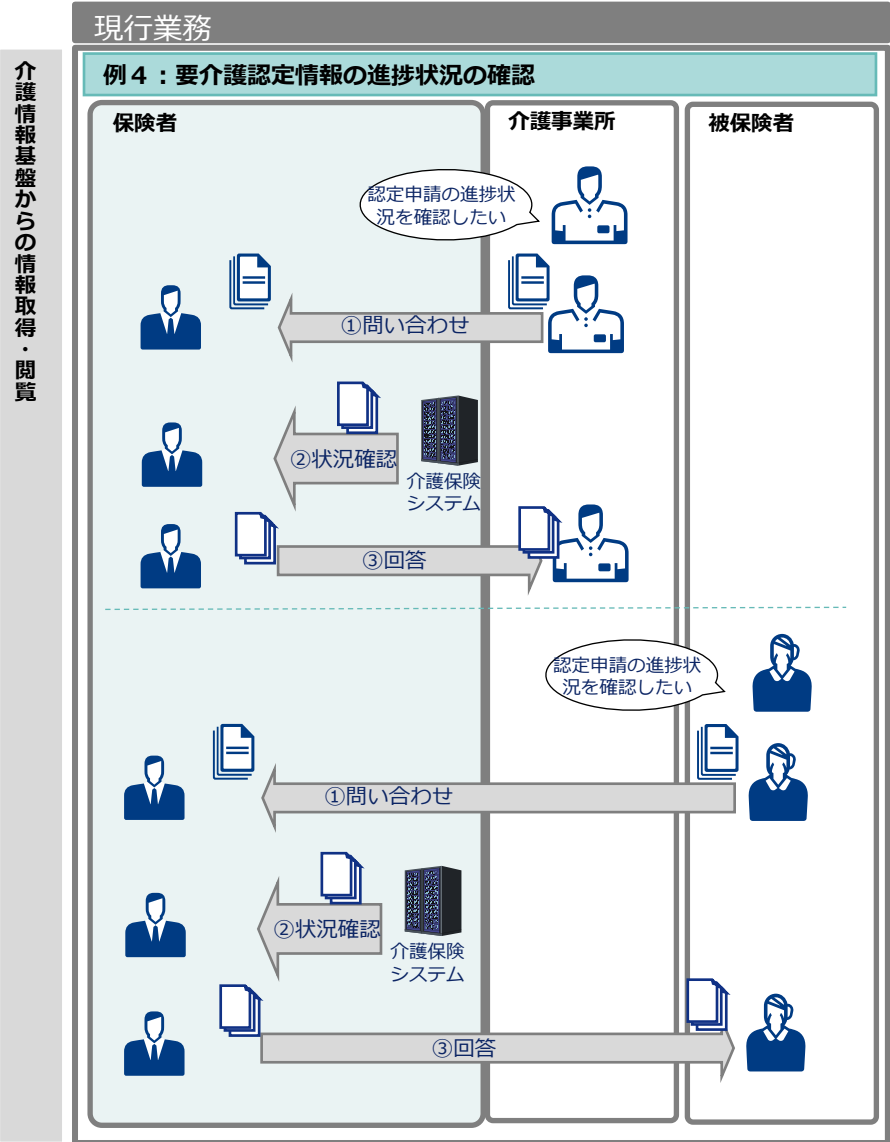 現行業務
介護情報基盤からの情報取得・閲覧
例４：要介護認定情報の進捗状況の確認
保険者
介護事業所
被保険者
認定申請の進捗状
況を確認したい
①問い合わせ
②状況確認
介護保険
システム
③回答
認定申請の進捗状
況を確認したい
①問い合わせ
②状況確認
介護保険
システム
③回答